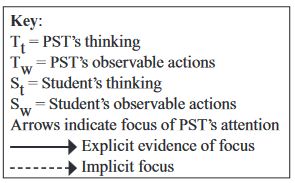 Key:
Tt = PST's thinking
Tw = PST's observable actions
St = Student's thinking
Sw = Student's observable actions
Arrows indicate focus of PST's attention
Explicit evidence of focus
Implicit focus